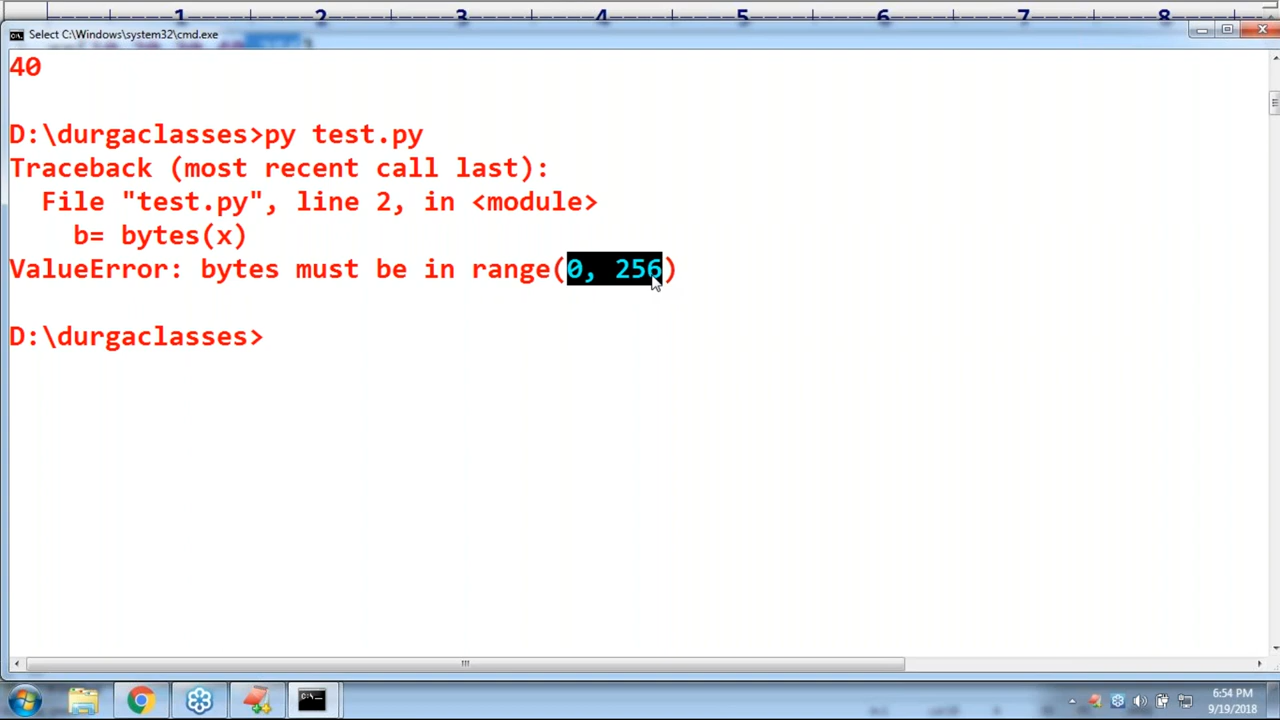 1 2 3 4 5 6 7 8
Select C:\Windows\system32\cmd.exe
40
D:\durgaclasses>py test.py
Traceback (most recent call last):
File "test.py", line 2, in <module>
b= bytes(x)
ValueError: bytes must be in range(0, 256)
D:\durgaclasses>
6:54 PM
9/19/2018